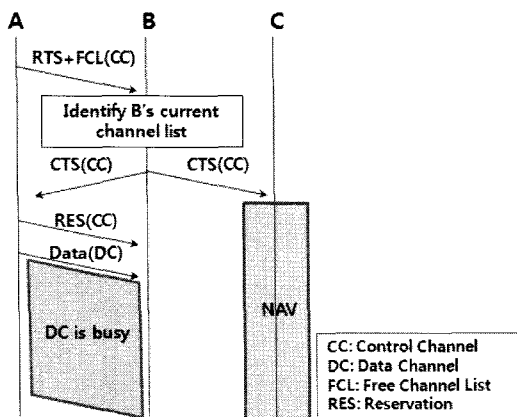 A B C
RTS+FCL(CC)
Identify B's current
channel list
CTS(CC) CTS(CC)
RES(CC)
Data(DC)
DC is busy
NAV
CC: Control Channel
DC: Data Channel
FCL: Free Channel List
RES: Reservation